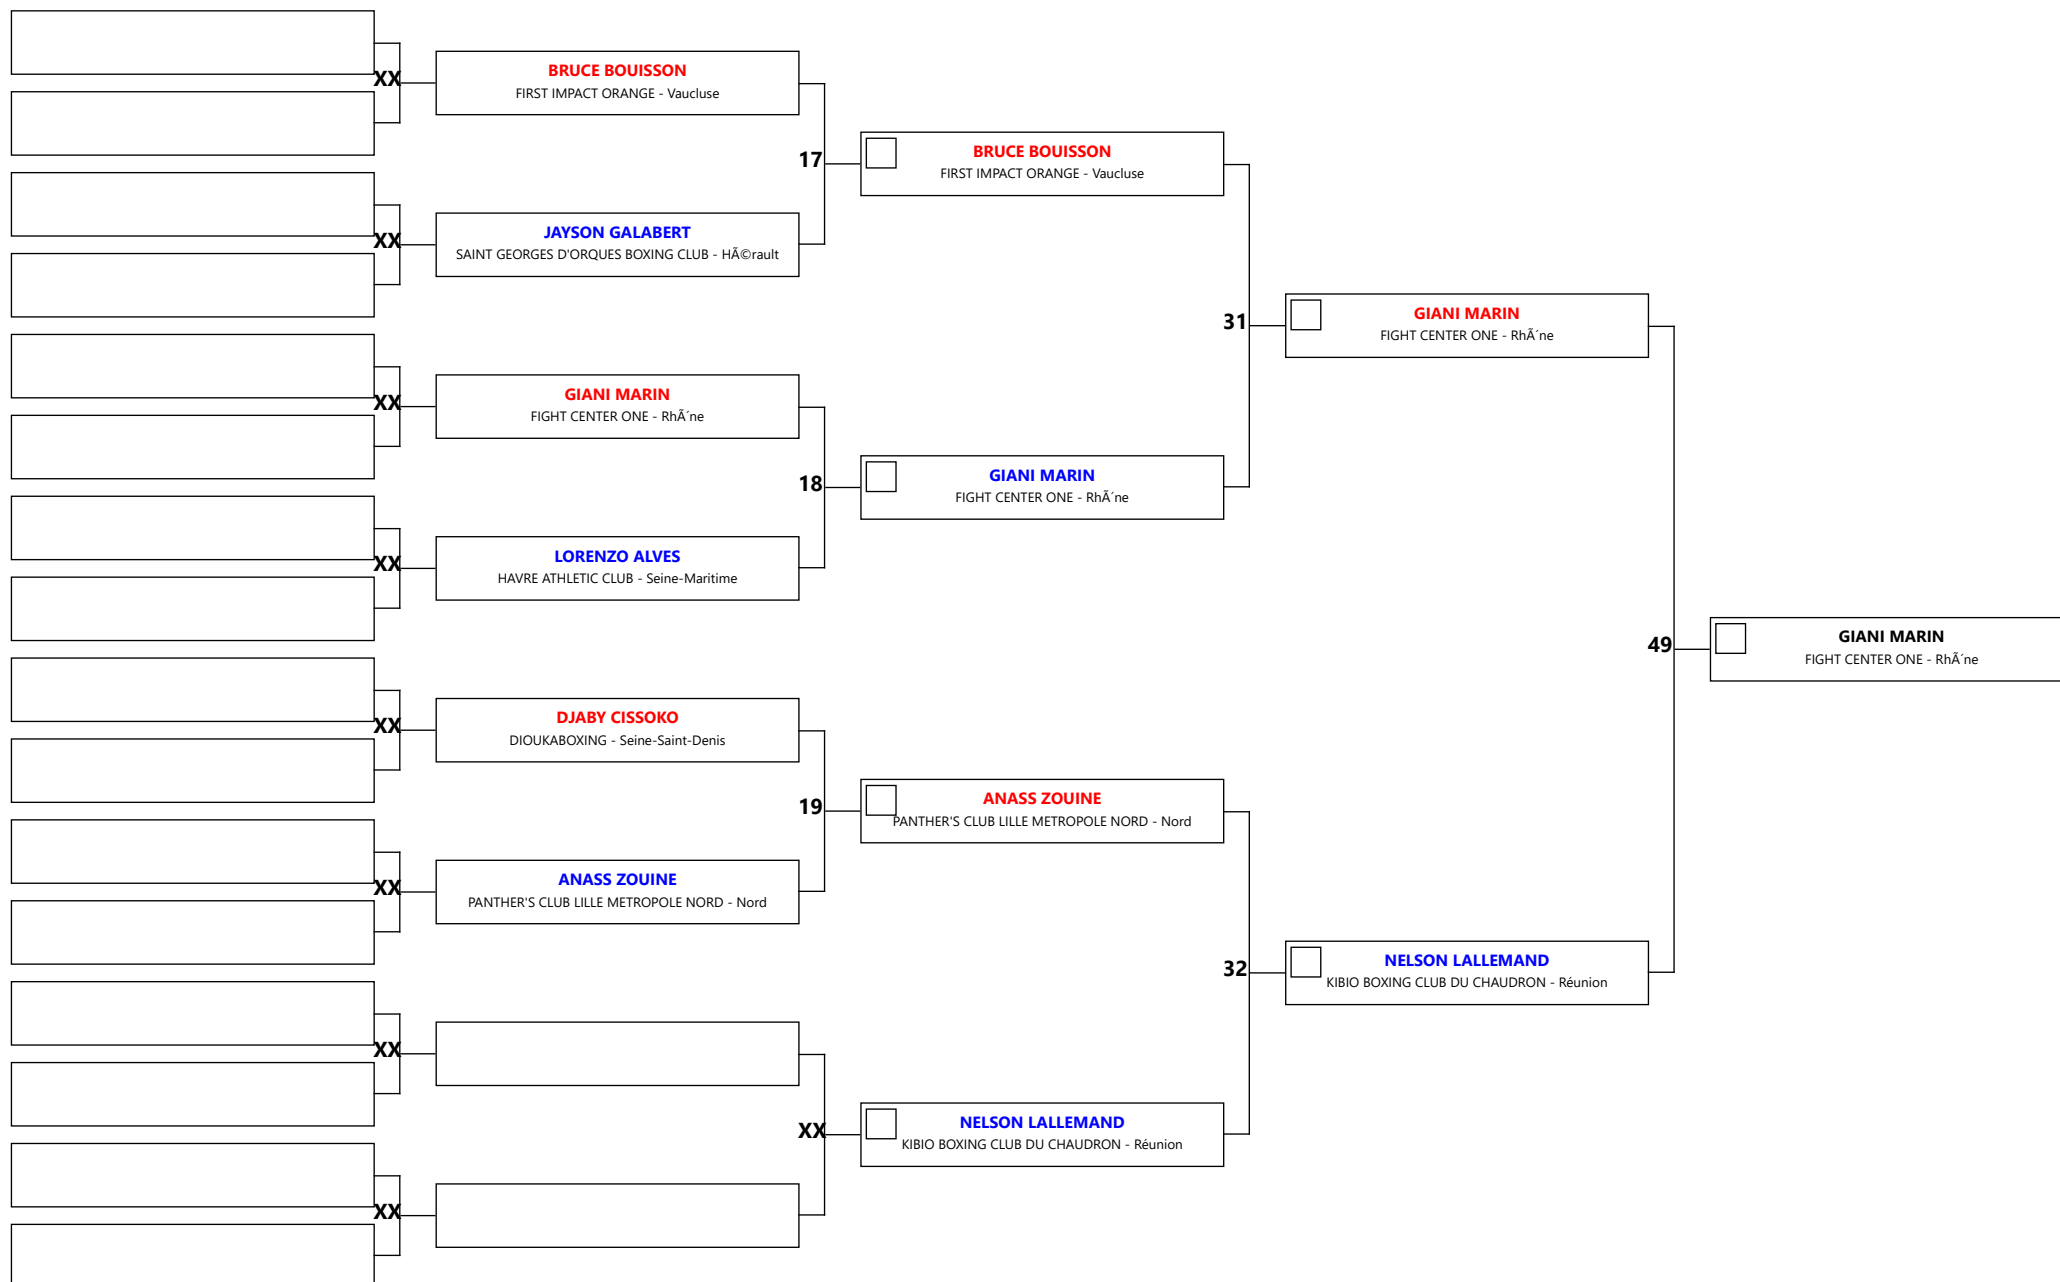 XX
BRUCE BOUISSON
FIRST IMPACT ORANGE - Vaucluse
XX
JAYSON GALABERT
SAINT GEORGES D'ORQUES BOXING CLUB - HÃ©rault
XX
GIANI MARIN
FIGHT CENTER ONE - RhÃ´ne
XX
LORENZO ALVES
HAVRE ATHLETIC CLUB - Seine-Maritime
XX
DJABY CISSOKO
DIOUKABOXING - Seine-Saint-Denis
XX
ANASS ZOUINE
PANTHER'S CLUB LILLE METROPOLE NORD - Nord
XX
XX
17
BRUCE BOUISSON
FIRST IMPACT ORANGE - Vaucluse
18
GIANI MARIN
FIGHT CENTER ONE - RhÃ´ne
19
ANASS ZOUINE
PANTHER'S CLUB LILLE METROPOLE NORD - Nord
XX
NELSON LALLEMAND
KIBIO BOXING CLUB DU CHAUDRON - Réunion
31
GIANI MARIN
FIGHT CENTER ONE - RhÃ´ne
32
NELSON LALLEMAND
KIBIO BOXING CLUB DU CHAUDRON - Réunion
49
GIANI MARIN
FIGHT CENTER ONE - RhÃ´ne